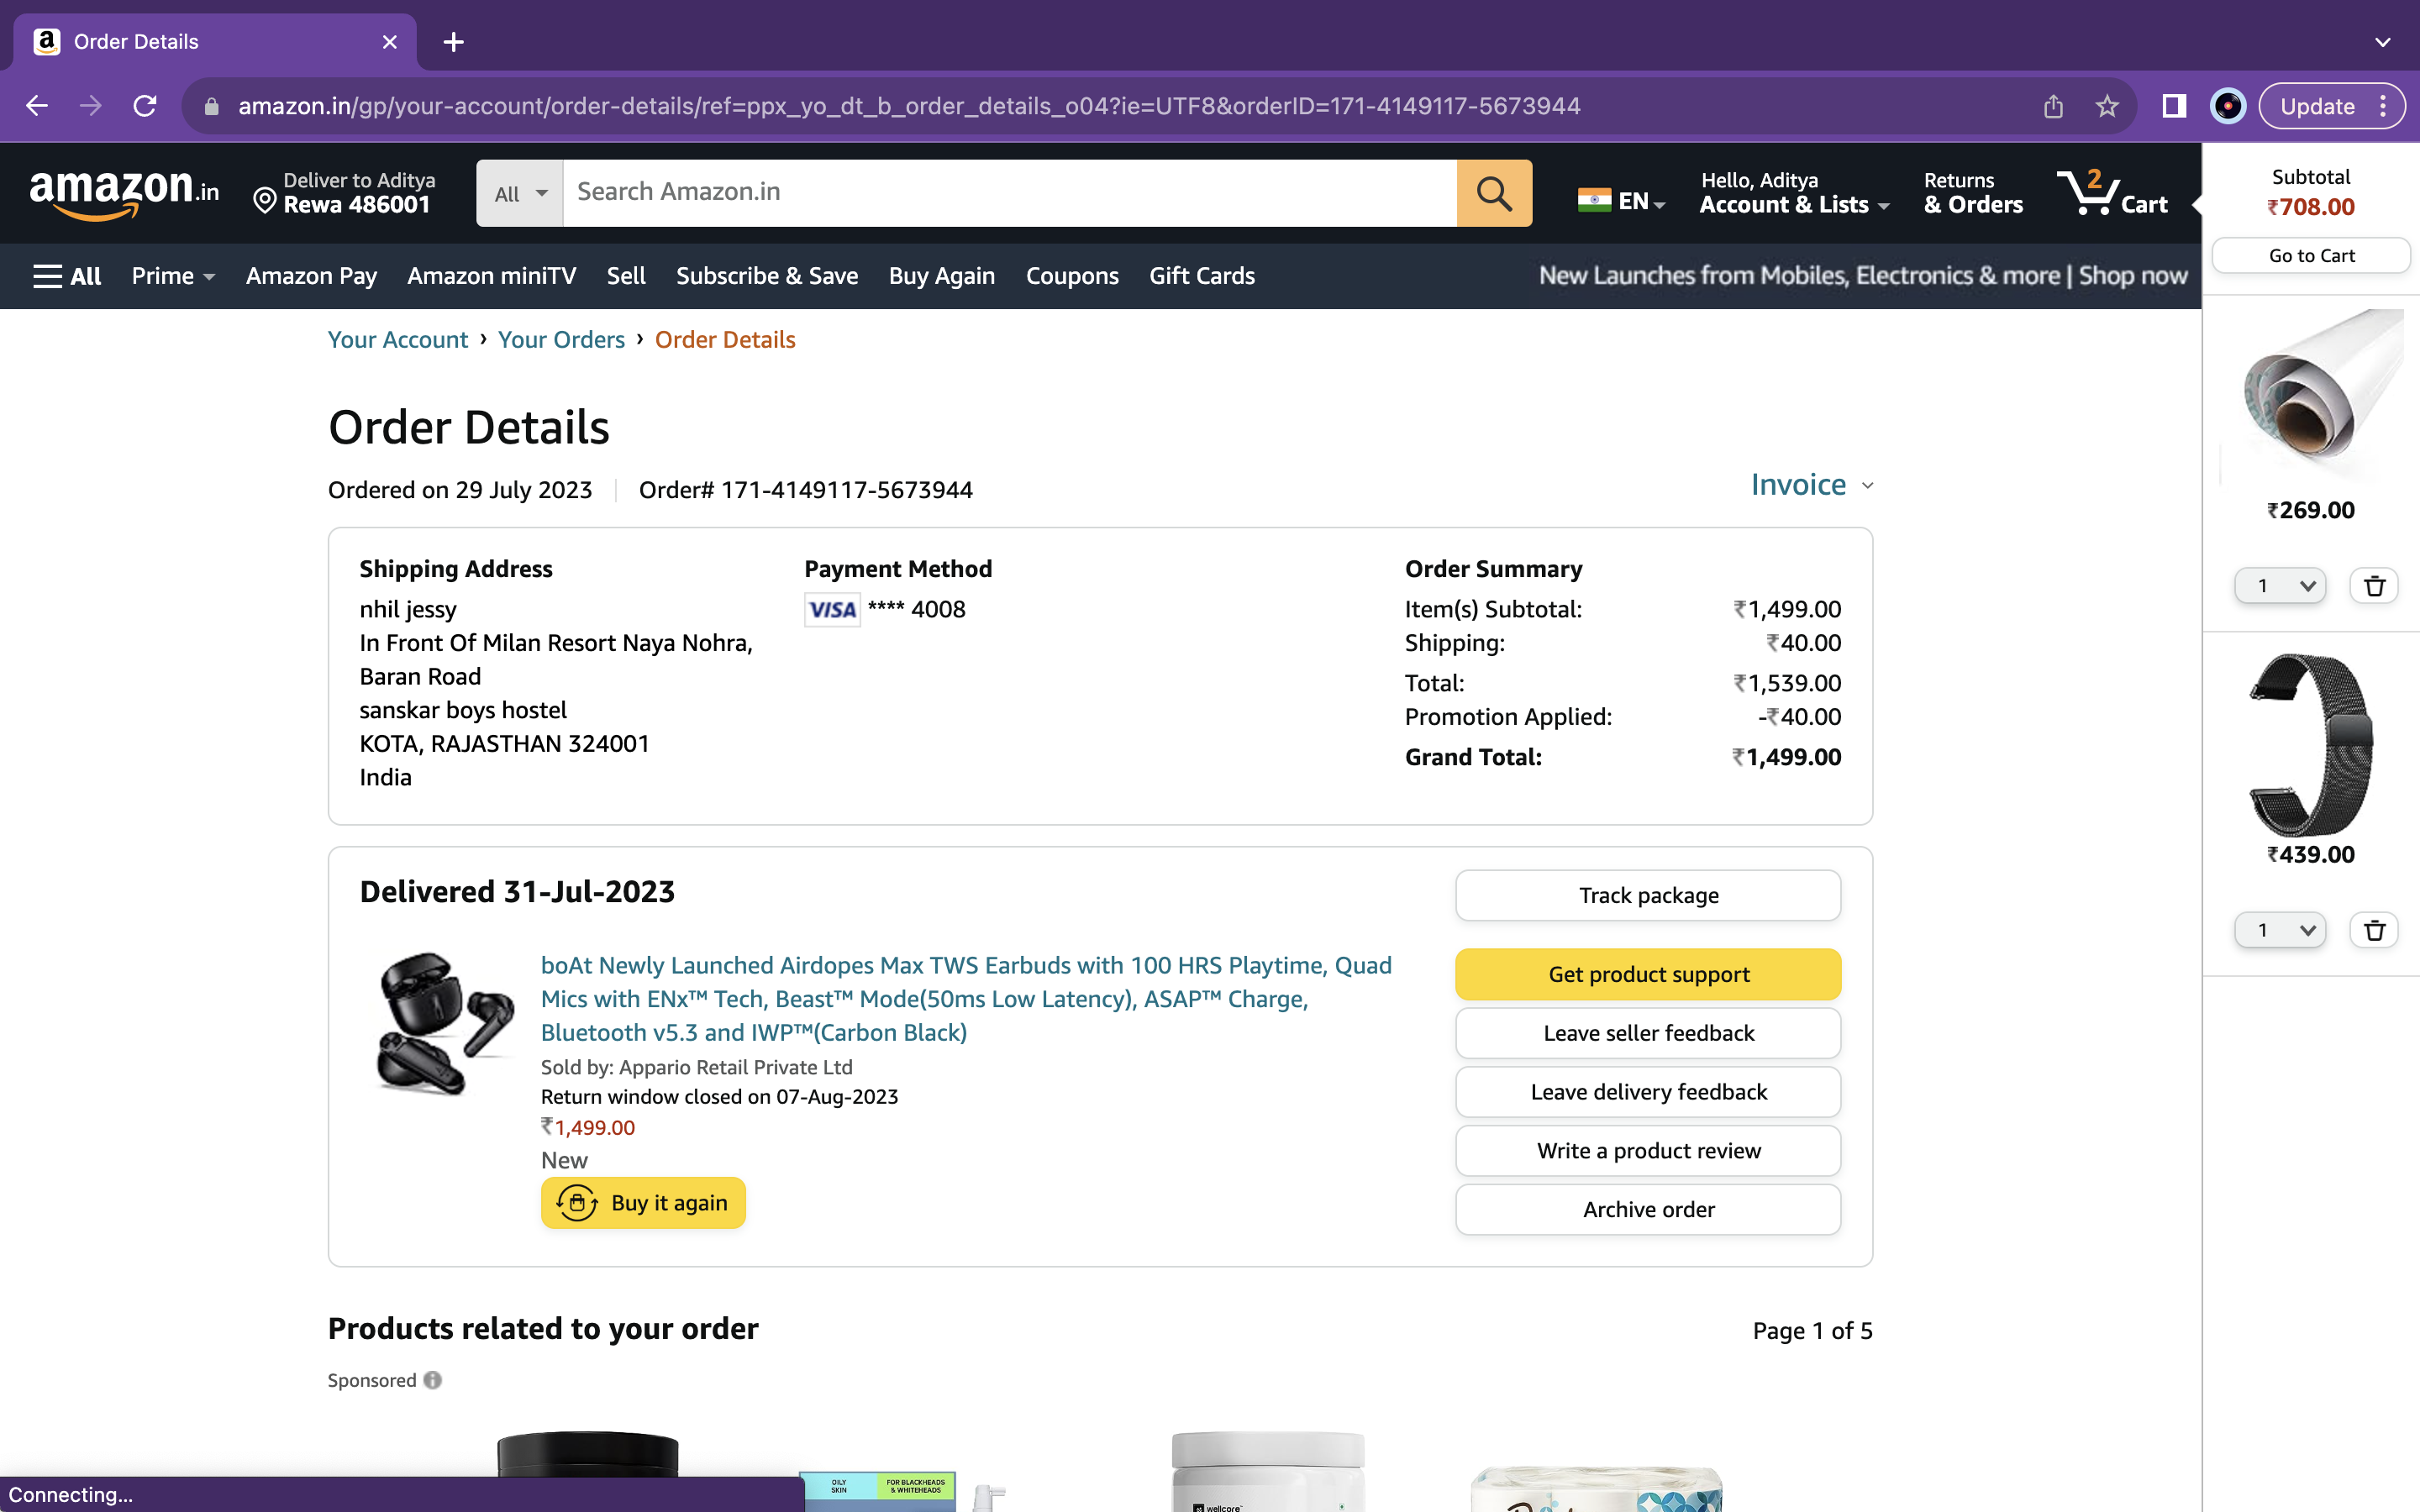 Order Details
amazon.in/gp/your-account/order-details/ref=ppx_yo_dt_b_order_details_o04?ie=UTF8&orderID=171-4149117-5673944
Update
amazon.in
Deliver to Aditya
Rewa 486001
All
Search Amazon.in
EN
Hello, Aditya
Account & Lists
Returns
& Orders
2
Cart
Subtotal
₹708.00
Go to Cart
All
Prime
Amazon Pay
Amazon miniTV
Sell
Subscribe & Save
Buy Again
Coupons
Gift Cards
New Launches from Mobiles, Electronics & more | Shop now
Your Account › Your Orders › Order Details
Order Details
Ordered on 29 July 2023
Order# 171-4149117-5673944
Invoice
Shipping Address
nhil jessy
In Front Of Milan Resort Naya Nohra,
Baran Road
sanskar boys hostel
KOTA, RAJASTHAN 324001
India
Payment Method
VISA **** 4008
Order Summary
Item(s) Subtotal: ₹1,499.00
Shipping: ₹40.00
Total: ₹1,539.00
Promotion Applied: -₹40.00
Grand Total: ₹1,499.00
Delivered 31-Jul-2023
boAt Newly Launched Airdopes Max TWS Earbuds with 100 HRS Playtime, Quad
Mics with ENx™ Tech, Beast™ Mode(50ms Low Latency), ASAP™ Charge,
Bluetooth v5.3 and IWP™(Carbon Black)
Sold by: Appario Retail Private Ltd
Return window closed on 07-Aug-2023
₹1,499.00
New
Buy it again
Track package
Get product support
Leave seller feedback
Leave delivery feedback
Write a product review
Archive order
₹269.00
1
₹439.00
1
Products related to your order
Page 1 of 5
Sponsored
OILY
SKIN
FOR BLACKHEADS
& WHITEHEADS
wellcore
Connecting...